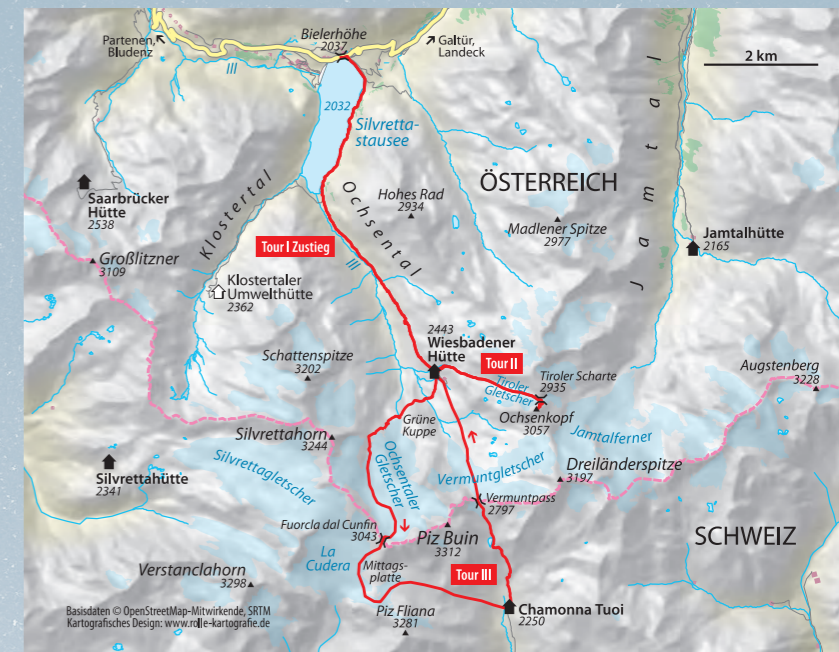 Bielerhöhe
2037
Partenen,
Bludenz
Galtür,
Landeck
2 km
Ill
2032
Silvretta-
stausee
Jamtal
ÖSTERREICH
Saarbrücker
Hütte
2538
Klostertal
Ochsental
Hohes Rad
2934
Madlener Spitze
2977
Jamtalhütte
2165
Großlitzner
3109
Tour I Zustieg
Ill
Klostertaler
Umwelthütte
2362
2443
Wiesbadener
Hütte
Tour II
Schattenspitze
3202
Tiroler
Gletscher
Tiroler Scharte
2935
Augstenberg
3228
Ochsenkopf
3057
Grüne
Kuppe
Silvrettahorn
3244
Jamtalferner
Silvrettahütte
2341
Silvrettagletscher
Ochsentaler
Gletscher
Vermuntgletscher
Dreiländerspitze
3197
Vermuntpass
2797
Fuorcla dal Cunfin
3043
Piz Buin
3312
SCHWEIZ
La
Cudera
Mittags-
platte
Tour III
Verstanclahorn
3298
Chamonna Tuoi
2250
Piz Fliana
3281
Basisdaten © OpenStreetMap-Mitwirkende, SRTM
Kartografisches Design: www.rolle-kartografie.de